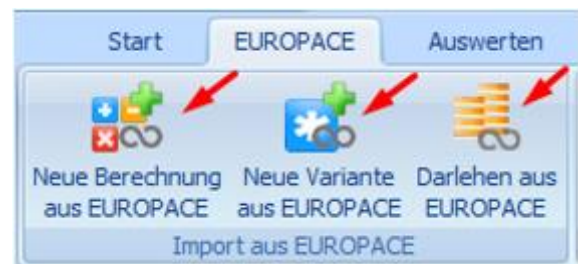 Start EUROPACE Auswerten
Neue Berechnung Neue Variante Darlehen aus
aus EUROPACE aus EUROPACE EUROPACE
Import aus EUROPACE